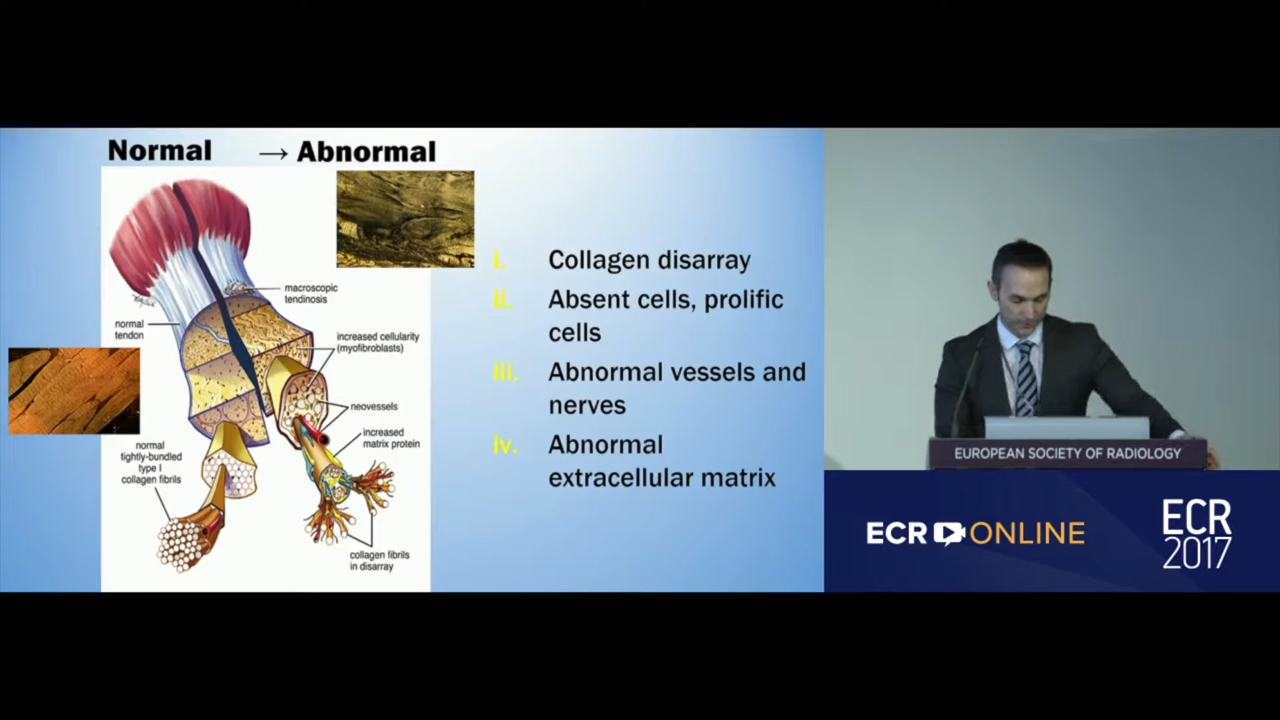 Normal → Abnormal
macroscopic
tendinosis
normal
tendon
increased cellularity
(myofibroblasts)
neovessels
increased
matrix protein
normal
tightly-bundled
type I
collagen fibrils
collagen fibrils
in disarray
i. Collagen disarray
ii. Absent cells, prolific
cells
iii. Abnormal vessels and
nerves
iv. Abnormal
extracellular matrix
EUROPEAN SOCIETY OF RADIOLOGY
ECR ONLINE
ECR
2017